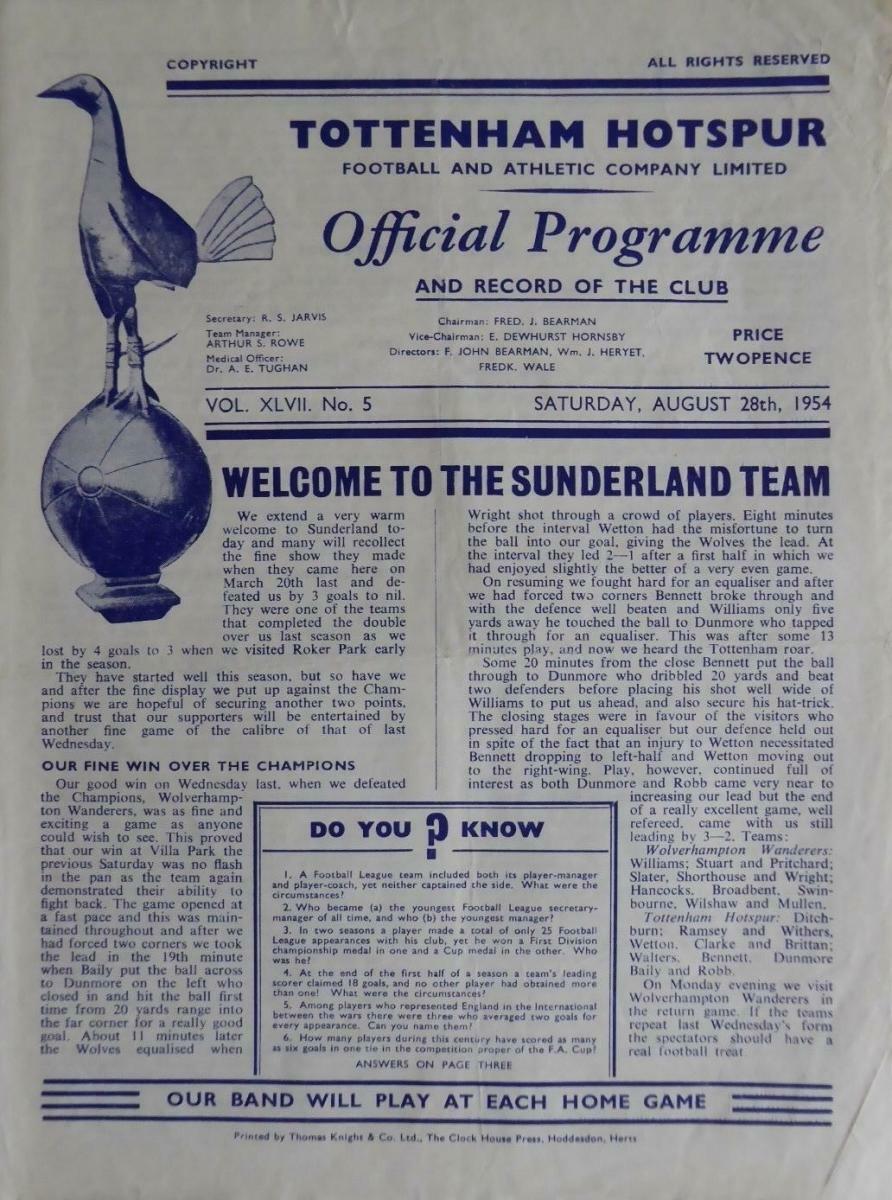 COPYRIGHT
ALL RIGHTS RESERVED
TOTTENHAM HOTSPUR
FOOTBALL AND ATHLETIC COMPANY LIMITED
Official Programme
AND RECORD OF THE CLUB
Secretary: R. S. JARVIS
Team Manager:
ARTHUR S. ROWE
Medical Officer:
Dr. A. E. TUGHAN
Chairman: FRED. J. BEARMAN
Vice-Chairman: E. DEWHURST HORNSBY
Directors: F. JOHN BEARMAN, Wm. J. HERYET,
FREDK. WALE
PRICE
TWOPENCE
VOL. XLVII. No. 5
SATURDAY, AUGUST 28th, 1954
WELCOME TO THE SUNDERLAND TEAM
We extend a very warm
welcome to Sunderland to-
day and many will recollect
the fine show they made
when they came here on
March 20th last and de-
feated us by 3 goals to nil.
They were one of the teams
that completed the double
over us last season as we
lost by 4 goals to 3 when we visited Roker Park early
in the season.
They have started well this season, but so have we
and after the fine display we put up against the Cham-
pions we are hopeful of securing another two points,
and trust that our supporters will be entertained by
another fine game of the calibre of that of last
Wednesday.
OUR FINE WIN OVER THE CHAMPIONS
Our good win on Wednesday last, when we defeated
the Champions, Wolverhamp-
ton Wanderers, was as fine and
exciting a game as anyone
could wish to see. This proved
that our win at Villa Park the
previous Saturday was no flash
in the pan as the team again
demonstrated their ability to
fight back. The game opened at
a fast pace and this was main-
tained throughout and after we
had forced two corners we took
the lead in the 19th minute
when Baily put the ball across
to Dunmore on the left who
closed in and hit the ball first
time from 20 yards range into
the far corner for a really good
goal. About 11 minutes later
the Wolves equalised when
Wright shot through a crowd of players. Eight minutes
before the interval Wetton had the misfortune to turn
the ball into our goal, giving the Wolves the lead. At
the interval they led 2—1 after a first half in which we
had enjoyed slightly the better of a very even game.
On resuming we fought hard for an equaliser and after
we had forced two corners Bennett broke through and
with the defence well beaten and Williams only five
yards away he touched the ball to Dunmore who tapped
it through for an equaliser. This was after some 13
minutes play, and now we heard the Tottenham roar.
Some 20 minutes from the close Bennett put the ball
through to Dunmore who dribbled 20 yards and beat
two defenders before placing his shot well wide of
Williams to put us ahead, and also secure his hat-trick.
The closing stages were in favour of the visitors who
pressed hard for an equaliser but our defence held out
in spite of the fact that an injury to Wetton necessitated
Bennett dropping to left-half and Wetton moving out
to the right-wing. Play, however, continued full of
interest as both Dunmore and Robb came very near to
increasing our lead but the end
of a really excellent game, well
refereed, came with us still
leading by 3—2. Teams:
Wolverhampton Wanderers:
Williams; Stuart and Pritchard;
Slater, Shorthouse and Wright;
Hancocks, Broadbent, Swin-
bourne, Wilshaw and Mullen.
Tottenham Hotspur: Ditch-
burn; Ramsey and Withers,
Wetton, Clarke and Brittan;
Walters, Bennett, Dunmore
Baily and Robb.
On Monday evening we visit
Wolverhampton Wanderers in
the return game. If the teams
repeat last Wednesday's form
the spectators should have a
real football treat
DO YOU ? KNOW
1. A Football League team included both its player-manager
and player-coach, yet neither captained the side. What were the
circumstances?
2. Who became (a) the youngest Football League secretary-
manager of all time, and who (b) the youngest manager?
3. In two seasons a player made a total of only 25 Football
League appearances with his club, yet he won a First Division
championship medal in one and a Cup medal in the other. Who
was he?
4. At the end of the first half of a season a team's leading
scorer claimed 18 goals, and no other player had obtained more
than one! What were the circumstances?
5. Among players who represented England in the International
between the wars there were three who averaged two goals for
every appearance. Can you name them?
6. How many players during this century have scored as many
as six goals in one tie in the competition proper of the F.A. Cup?
ANSWERS ON PAGE THREE
OUR BAND WILL PLAY AT EACH HOME GAME
Printed by Thomas Knight & Co. Ltd., The Clock House Press, Hoddesdon, Herts